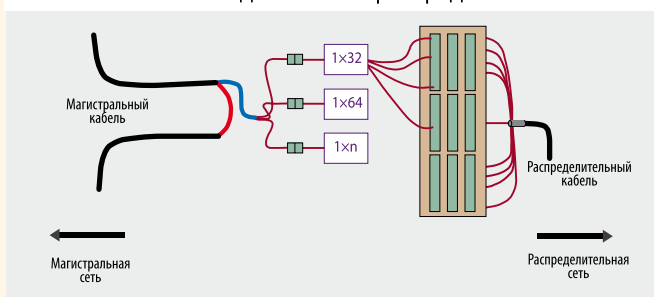 1×32
Магистральный
кабель
1×64
1×n
Распределительный
кабель
Магистральная
сеть
Распределительная
сеть